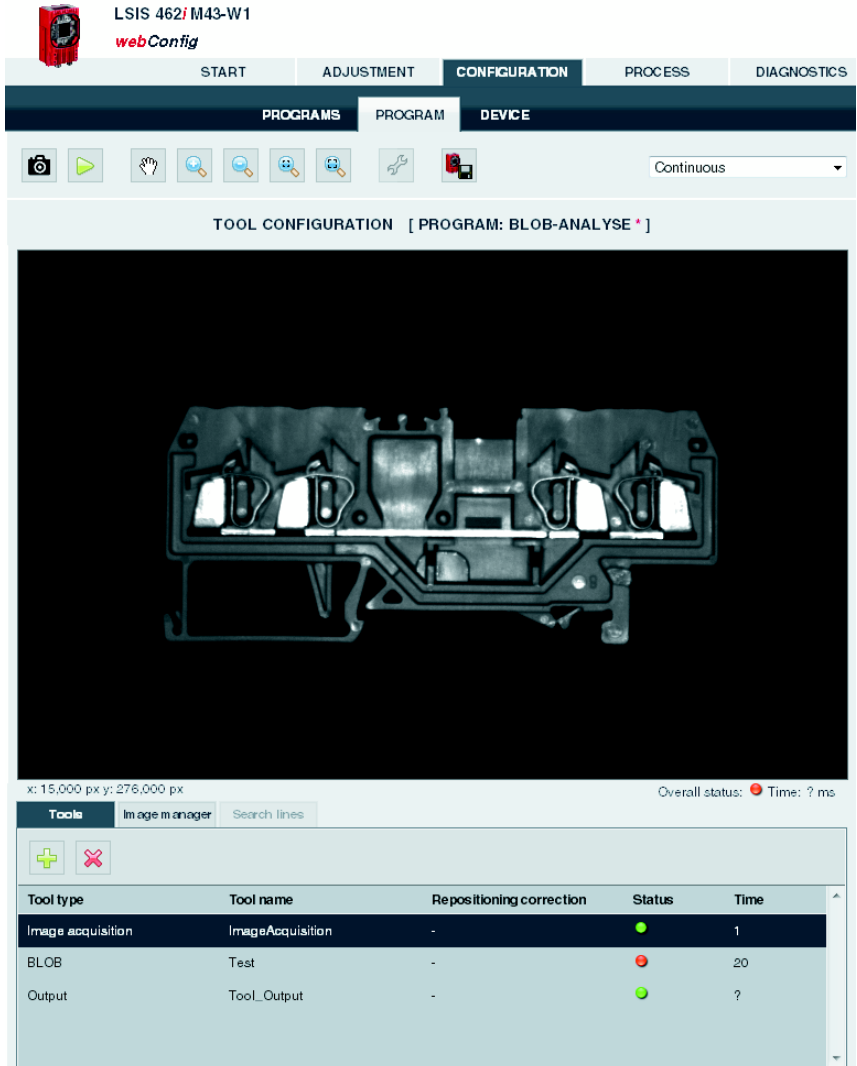 LSIS 462i M43-W1
webConfig
START ADJUSTMENT CONFIGURATION PROCESS DIAGNOSTICS
PROGRAMS PROGRAM DEVICE
Continuous
TOOL CONFIGURATION [ PROGRAM: BLOB-ANALYSE * ]
x: 15,000 px y: 276,000 px
Overall status: Time: ? ms
Tools Image manager Search lines
Tool type Tool name Repositioning correction Status Time
Image acquisition ImageAcquisition - 1
BLOB Test - 20
Output Tool_Output - ?